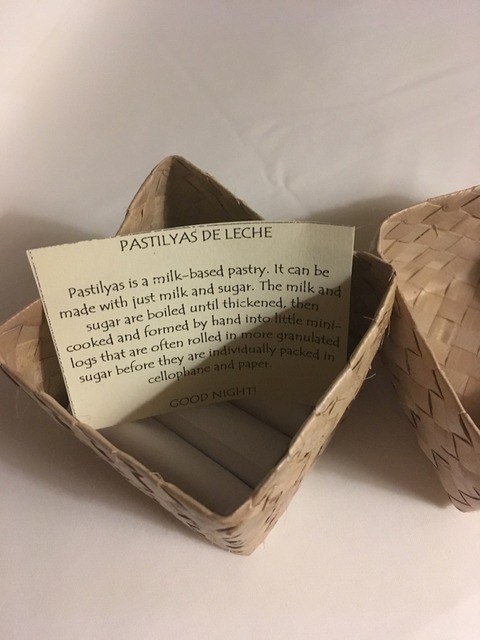 PASTILYAS DE LECHE
Pastilyas is a milk-based pastry. It can be
made with just milk and sugar. The milk and
sugar are boiled until thickened, then
cooked and formed by hand into little mini-
logs that are often rolled in more granulated
sugar before they are individually packed in
cellophane and paper.
GOOD NIGHT!